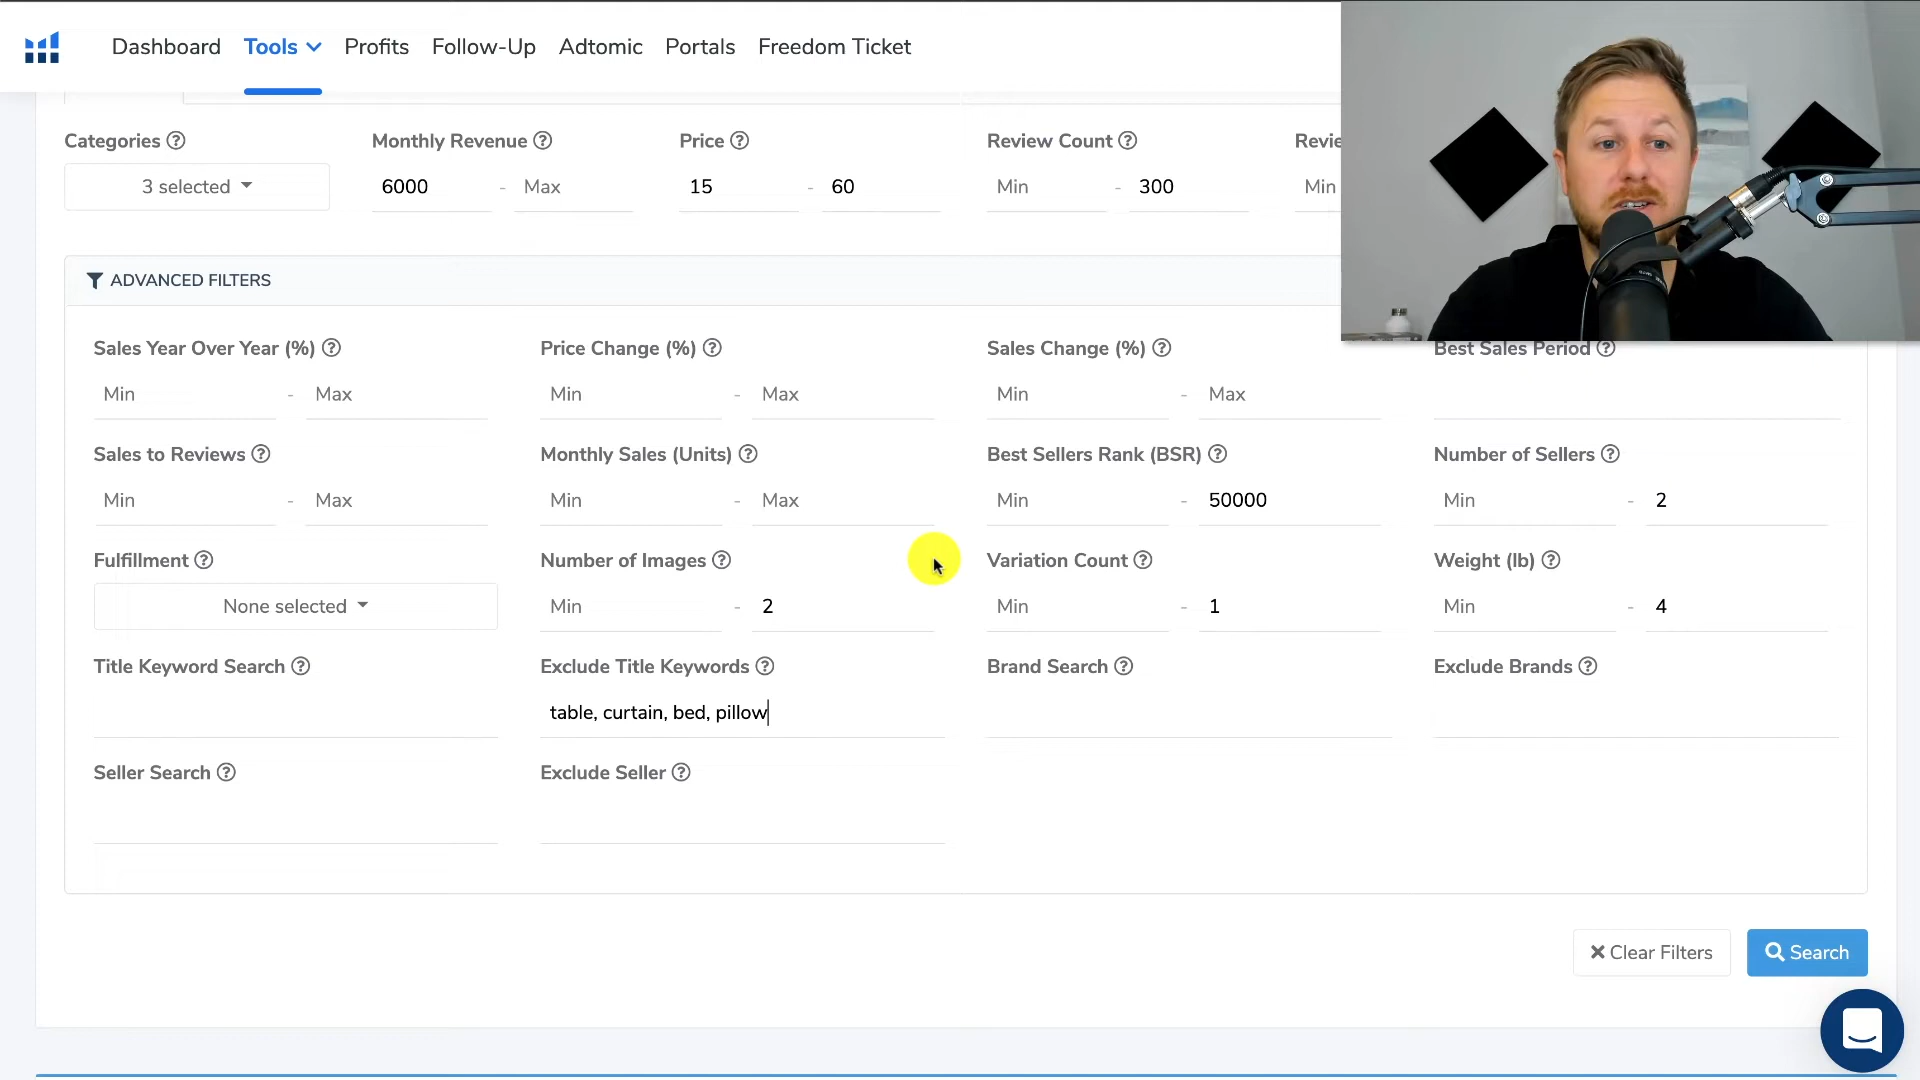 Dashboard Tools Profits Follow-Up Adtomic Portals Freedom Ticket
Categories Monthly Revenue Price Review Count Revie
3 selected 6000 - Max 15 - 60 Min - 300 Min
ADVANCED FILTERS
Sales Year Over Year (%) Price Change (%) Sales Change (%) Best Sales Period
Min - Max Min - Max Min - Max
Sales to Reviews Monthly Sales (Units) Best Sellers Rank (BSR) Number of Sellers
Min - Max Min - Max Min - 50000 Min - 2
Fulfillment Number of Images Variation Count Weight (lb)
None selected Min - 2 Min - 1 Min - 4
Title Keyword Search Exclude Title Keywords Brand Search Exclude Brands
table, curtain, bed, pillow
Seller Search Exclude Seller
Clear Filters Search